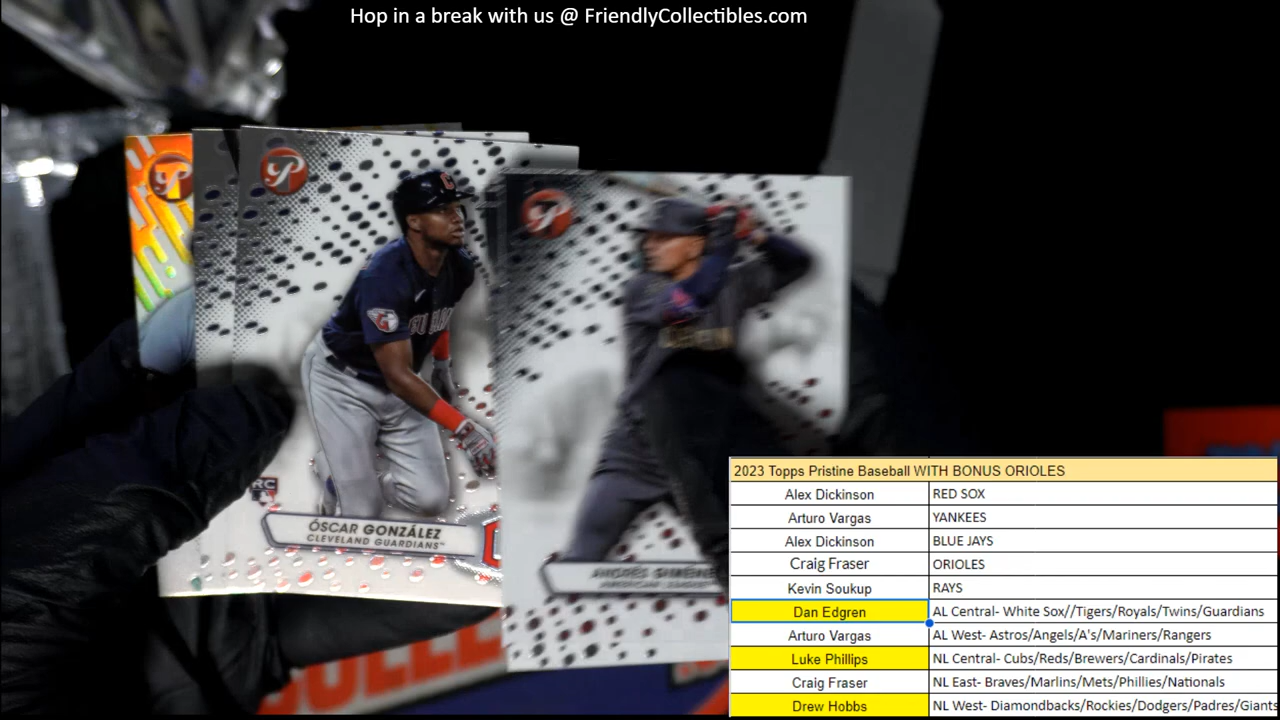 Hop in a break with us @ FriendlyCollectibles.com
P
P
P
RC
ÓSCAR GONZÁLEZ
CLEVELAND GUARDIANS™
2023 Topps Pristine Baseball WITH BONUS ORIOLES
Alex Dickinson RED SOX
Arturo Vargas YANKEES
Alex Dickinson BLUE JAYS
Craig Fraser ORIOLES
Kevin Soukup RAYS
Dan Edgren AL Central- White Sox//Tigers/Royals/Twins/Guardians
Arturo Vargas AL West- Astros/Angels/A's/Mariners/Rangers
Luke Phillips NL Central- Cubs/Reds/Brewers/Cardinals/Pirates
Craig Fraser NL East- Braves/Marlins/Mets/Phillies/Nationals
Drew Hobbs NL West- Diamondbacks/Rockies/Dodgers/Padres/Giants